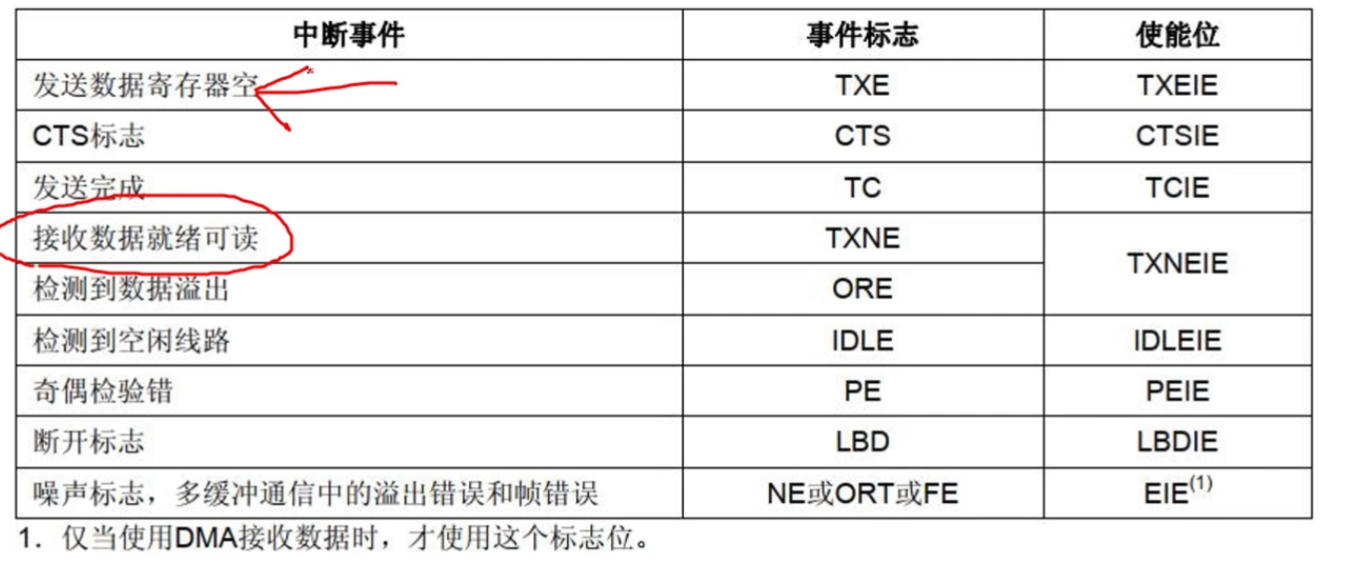 中断事件 事件标志 使能位
发送数据寄存器空 TXE TXEIE
CTS标志 CTS CTSIE
发送完成 TC TCIE
接收数据就绪可读 TXNE TXNEIE
检测到数据溢出 ORE
检测到空闲线路 IDLE IDLEIE
奇偶检验错 PE PEIE
断开标志 LBD LBDIE
噪声标志，多缓冲通信中的溢出错误和帧错误 NE或ORT或FE EIE(1)
1. 仅当使用DMA接收数据时，才使用这个标志位。